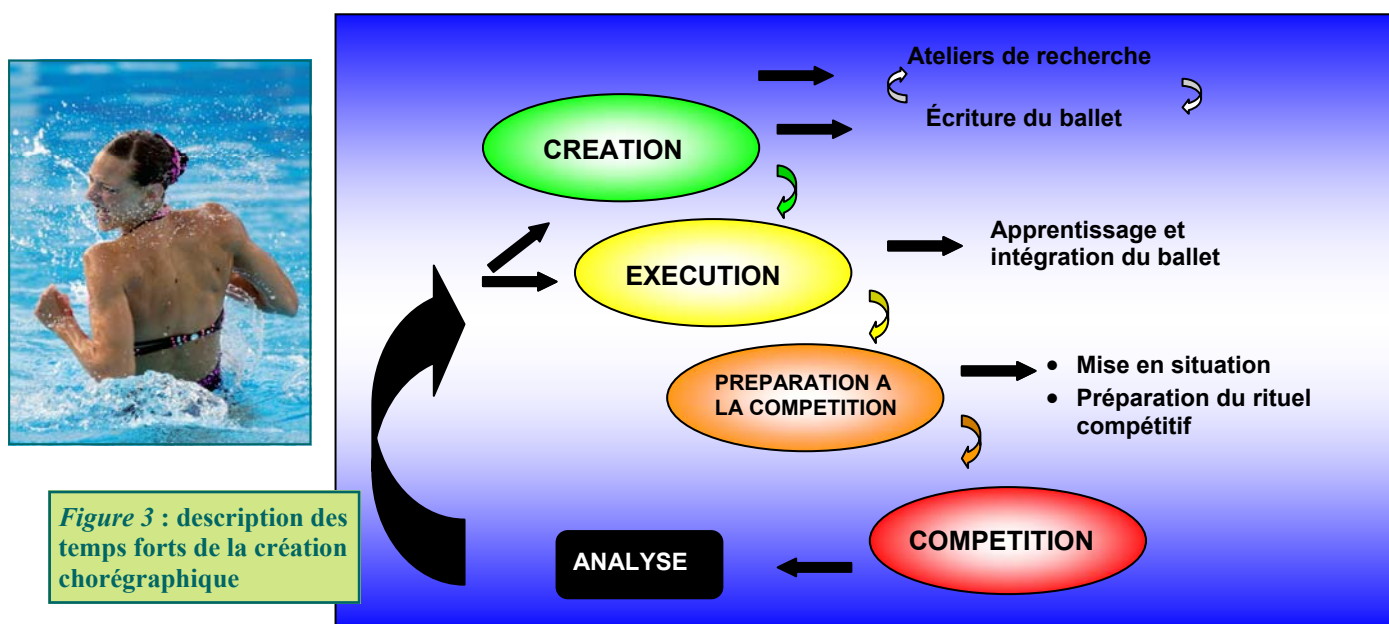 Ateliers de recherche
Écriture du ballet
CREATION
EXECUTION
Apprentissage et
intégration du ballet
PREPARATION A
LA COMPETITION
• Mise en situation
• Préparation du rituel
compétitif
COMPETITION
ANALYSE
Figure 3 : description des
temps forts de la création
chorégraphique